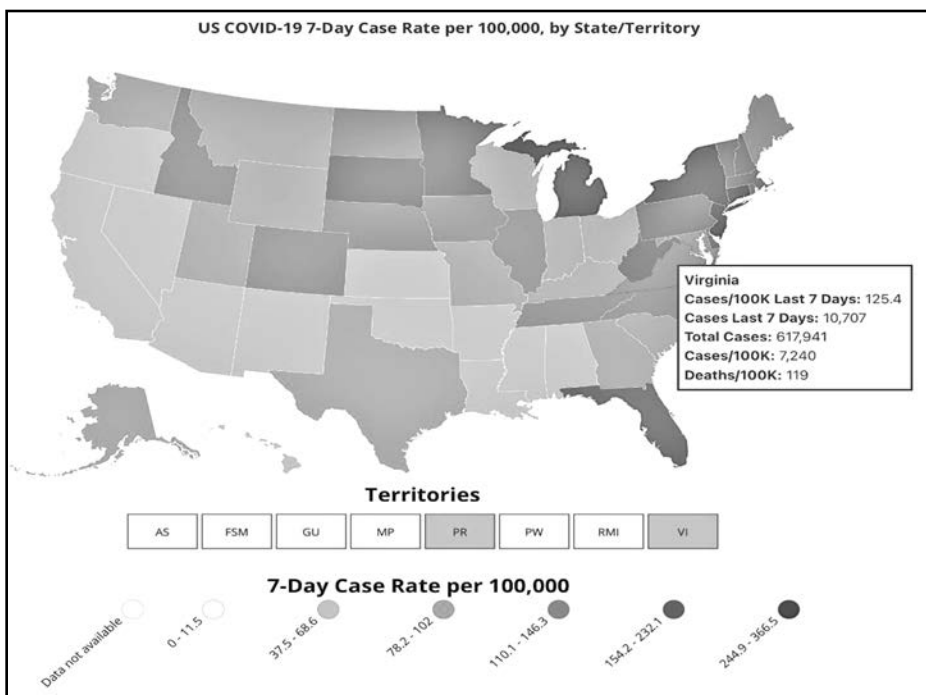 US COVID-19 7-Day Case Rate per 100,000, by State/Territory
Virginia
Cases/100K Last 7 Days: 125.4
Cases Last 7 Days: 10,707
Total Cases: 617,941
Cases/100K: 7,240
Deaths/100K: 119
Territories
AS FSM GU MP PR PW RMI VI
7-Day Case Rate per 100,000
Data not available
0 - 11.5
37.5 - 68.6
78.2 - 102
110.1 - 146.3
154.2 - 232.1
244.9 - 366.5